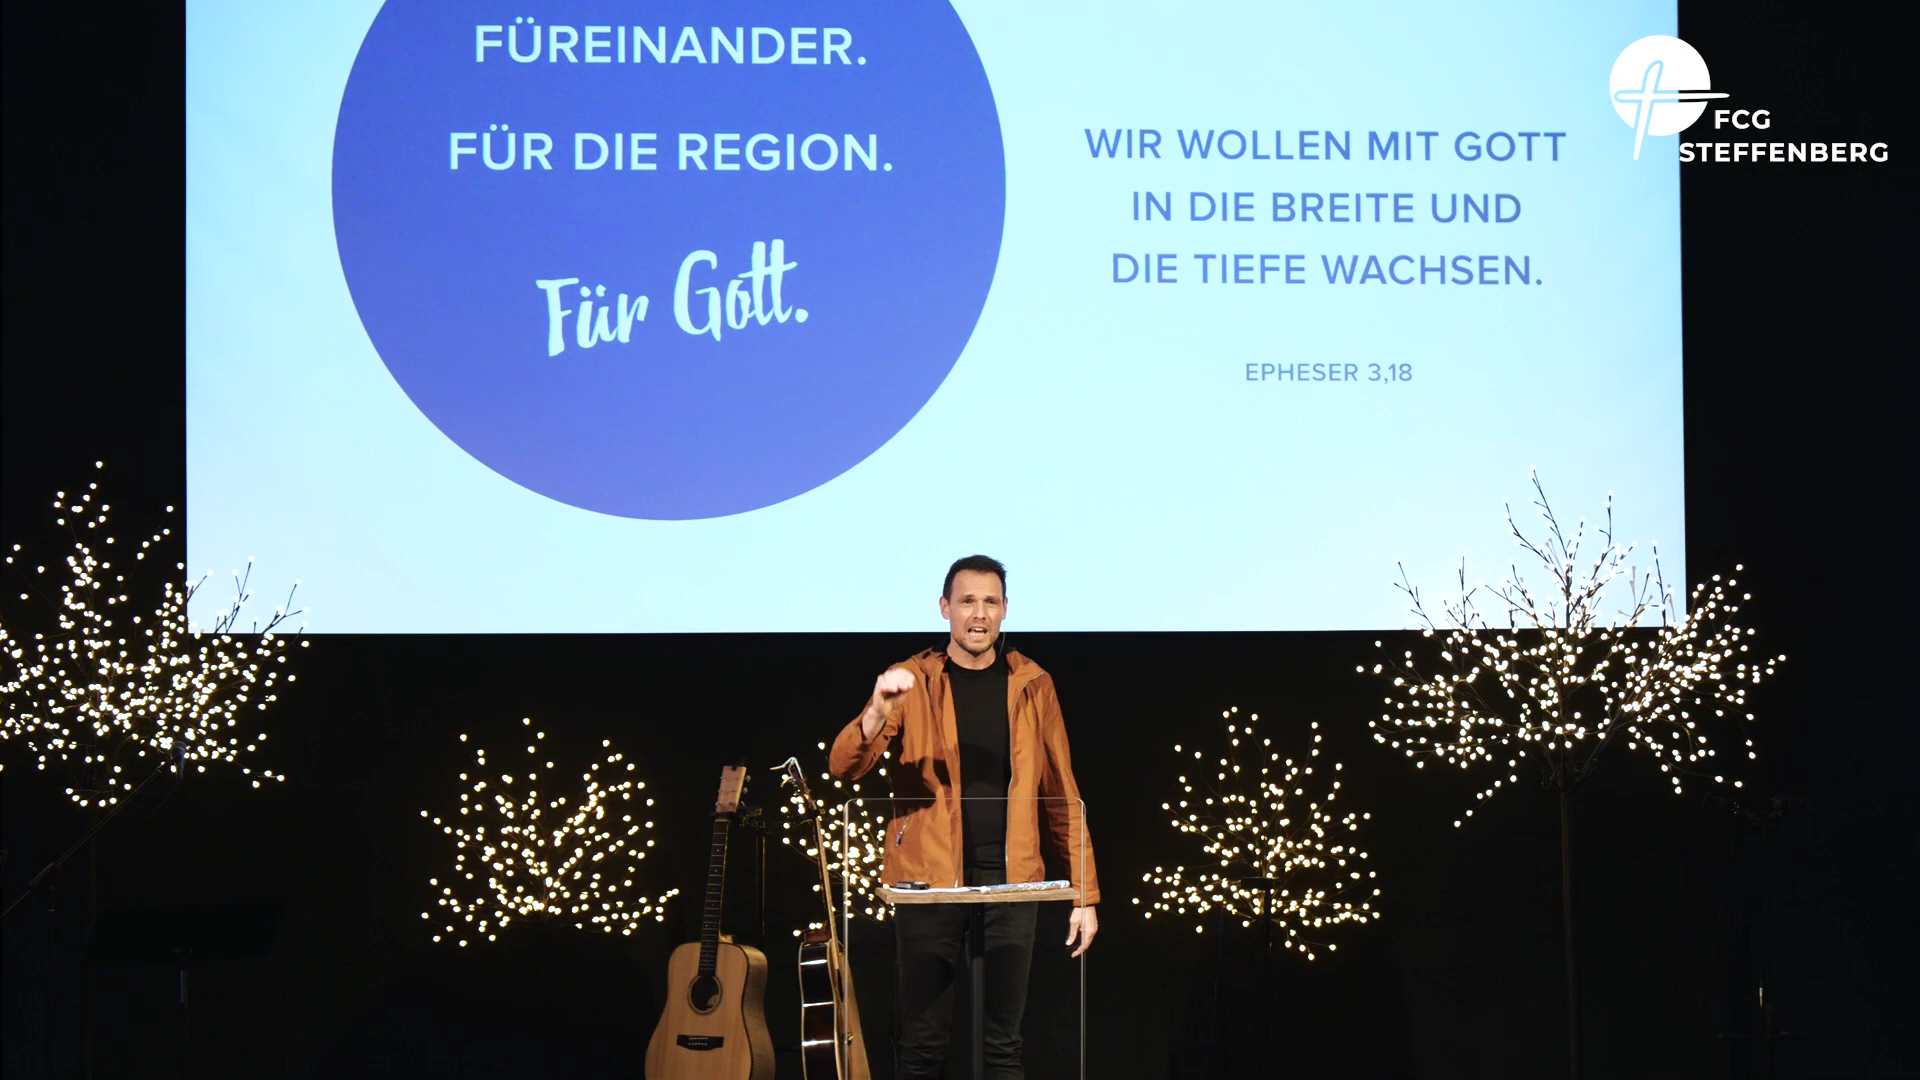 FÜREINANDER.
FÜR DIE REGION.
Für Gott.
WIR WOLLEN MIT GOTT
IN DIE BREITE UND
DIE TIEFE WACHSEN.
EPHESER 3,18
FCG
STEFFENBERG